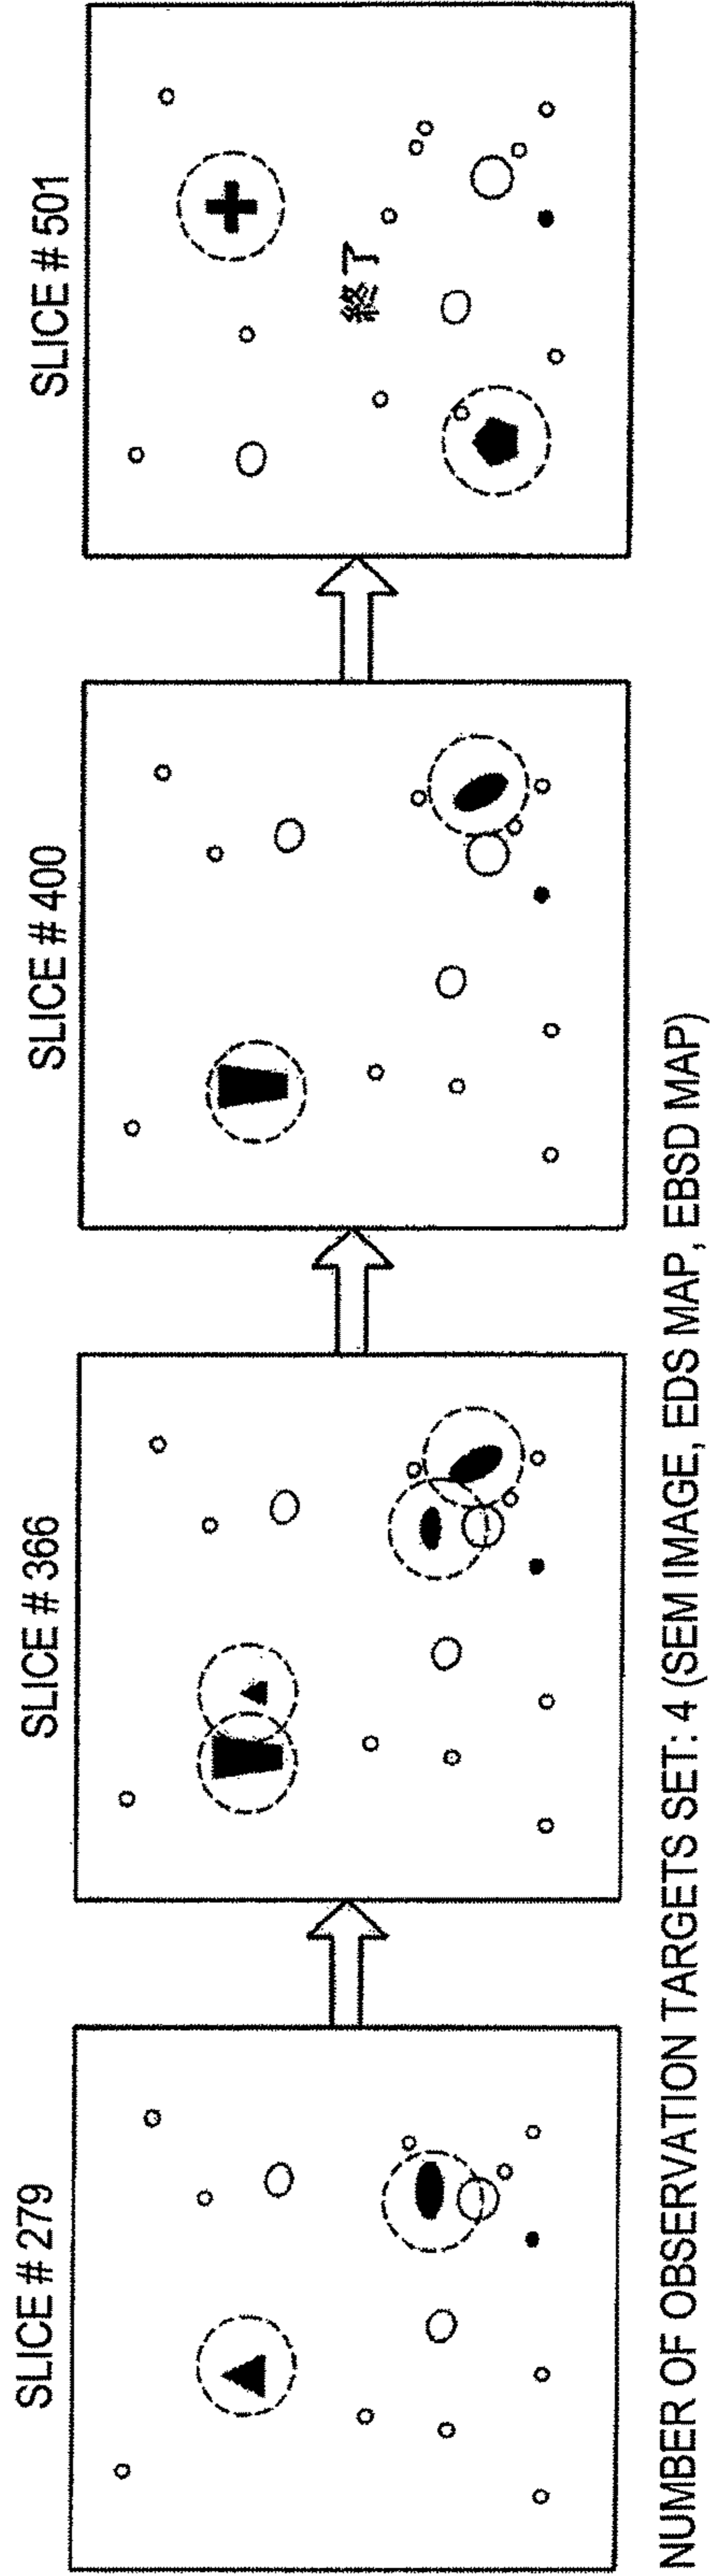 SLICE # 279
SLICE # 366
SLICE # 400
SLICE # 501
終了
NUMBER OF OBSERVATION TARGETS SET: 4 (SEM IMAGE, EDS MAP, EBSD MAP)